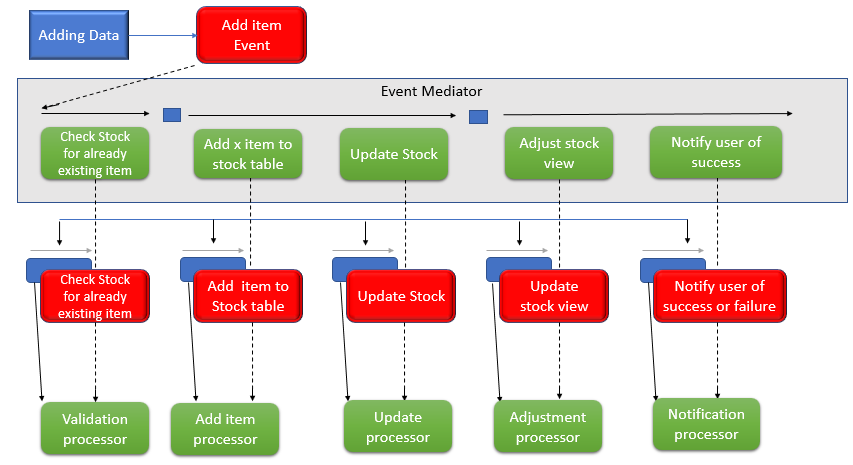 Adding Data
Add item
Event
Event Mediator
Check Stock
for already
existing item
Add x item to
stock table
Update Stock
Adjust stock
view
Notify user of
success
Check Stock
for already
existing item
Add  item to
Stock table
Update Stock
Update
stock view
Notify user of
success or failure
Validation
processor
Add item
processor
Update
processor
Adjustment
processor
Notification
processor